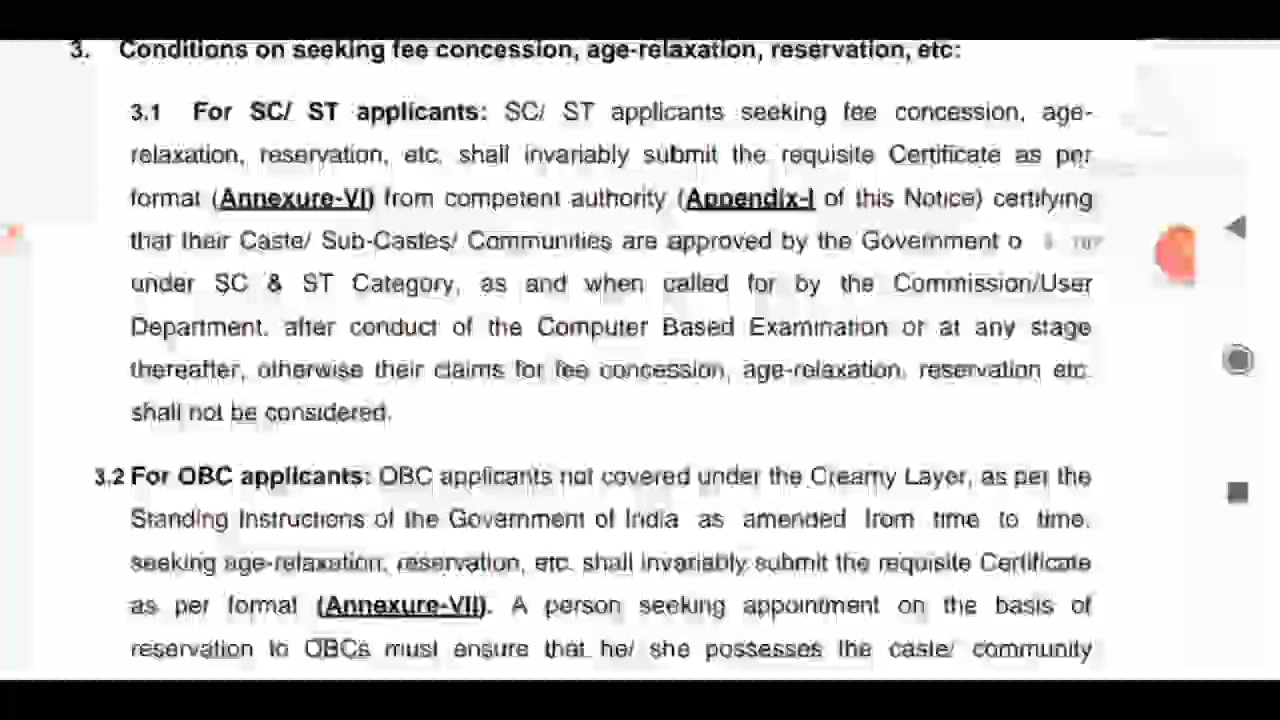 3. Conditions on seeking fee concession, age-relaxation, reservation, etc:
3.1 For SC/ ST applicants: SC/ ST applicants seeking fee concession, age-
relaxation, reservation, etc. shall invariably submit the requisite Certificate as per
format (Annexure-VI) from competent authority (Appendix-I of this Notice) certifying
that their Caste/ Sub-Castes/ Communities are approved by the Government o
under SC & ST Category, as and when called for by the Commission/User
Department. after conduct of the Computer Based Examination or at any stage
thereafter, otherwise their claims for fee concession, age-relaxation, reservation etc.
shall not be considered.
3.2 For OBC applicants: OBC applicants not covered under the Creamy Layer, as per the
Standing Instructions of the Government of India as amended from time to time.
seeking age-relaxation, reservation, etc. shall invariably submit the requisite Certificate
as per format (Annexure-VII). A person seeking appointment on the basis of
reservation to OBCs must ensure that he/ she possesses the caste/ community